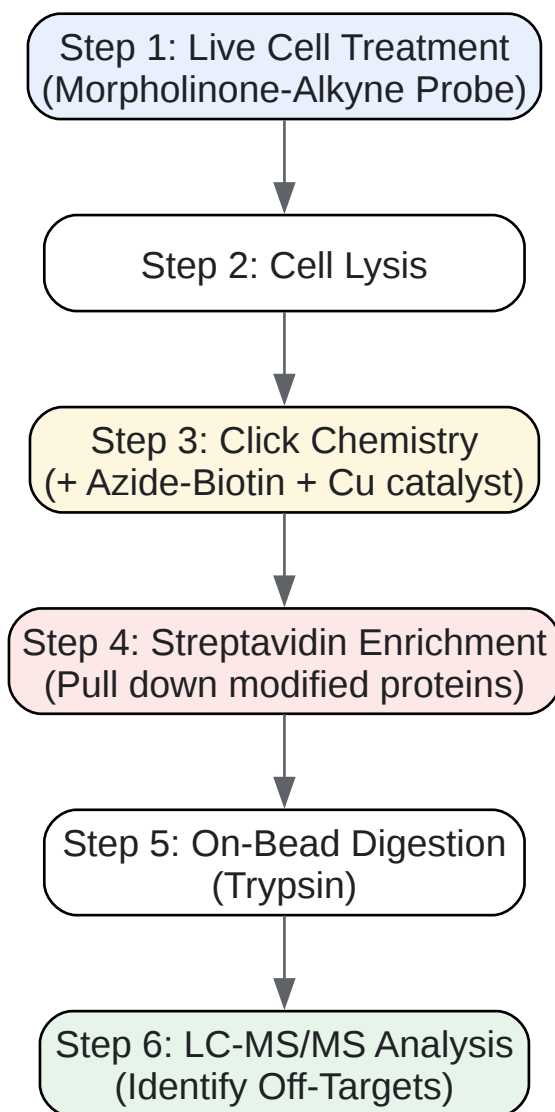 Step 1: Live Cell Treatment
(Morpholinone-Alkyne Probe)
Step 2: Cell Lysis
Step 3: Click Chemistry
(+ Azide-Biotin + Cu catalyst)
Step 4: Streptavidin Enrichment
(Pull down modified proteins)
Step 5: On-Bead Digestion
(Trypsin)
Step 6: LC-MS/MS Analysis
(Identify Off-Targets)